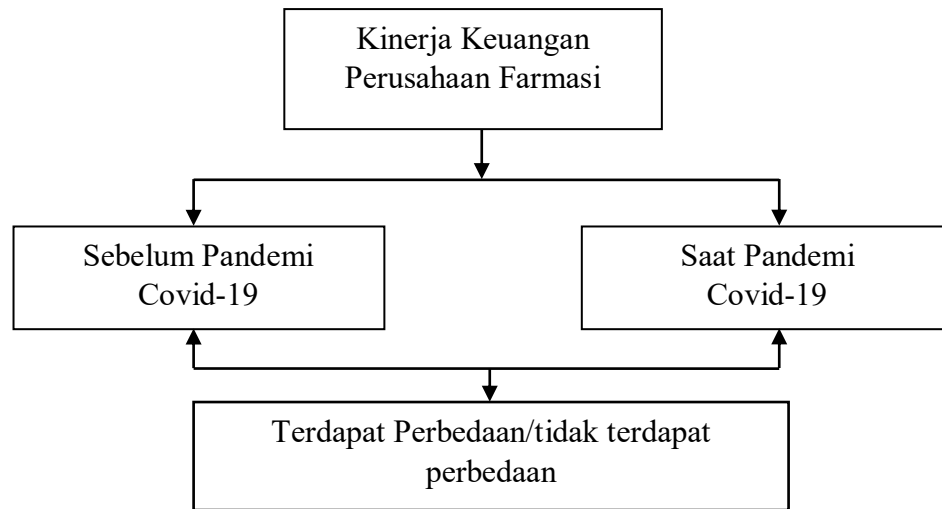 Kinerja Keuangan
Perusahaan Farmasi
Sebelum Pandemi
Covid-19
Saat Pandemi
Covid-19
Terdapat Perbedaan/tidak terdapat
perbedaan